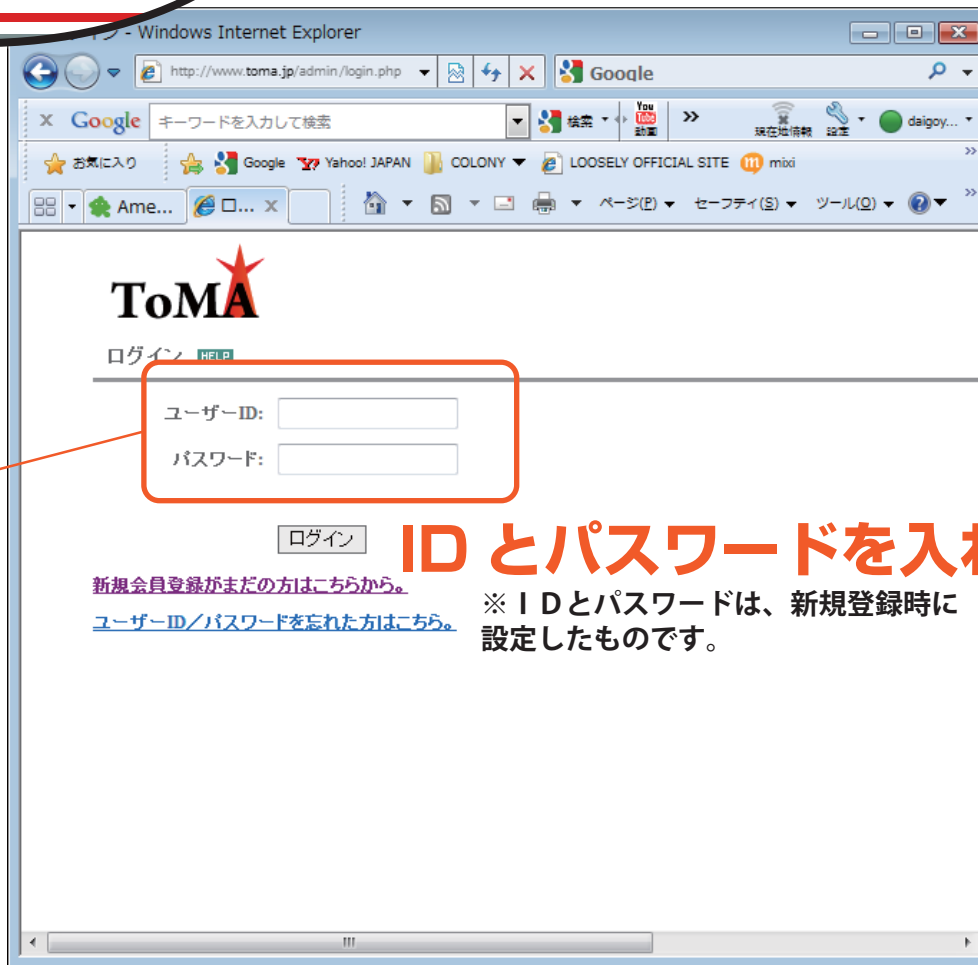 イン - Windows Internet Explorer
http://www.toma.jp/admin/login.php Google
x Google キーワードを入力して検索 検索 You Tube 動画 » 現在地情報 設定 daigoy...
お気に入り Google Yahoo! JAPAN COLONY LOOSELY OFFICIAL SITE mixi »
Ame... ロ... x ページ(P) セーフティ(S) ツール(O) »
ToMA
ログイン HELP
ユーザーID:
パスワード:
ログイン
ID とパスワードを入れ
新規会員登録がまだの方はこちらから。
※ＩＤとパスワードは、新規登録時に
ユーザーID／パスワードを忘れた方はこちら。
設定したものです。